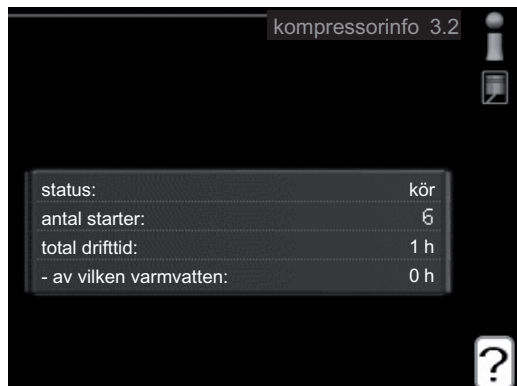 kompressorinfo 3.2
status: kör
antal starter: 6
total drifttid: 1 h
- av vilken varmvatten: 0 h
?